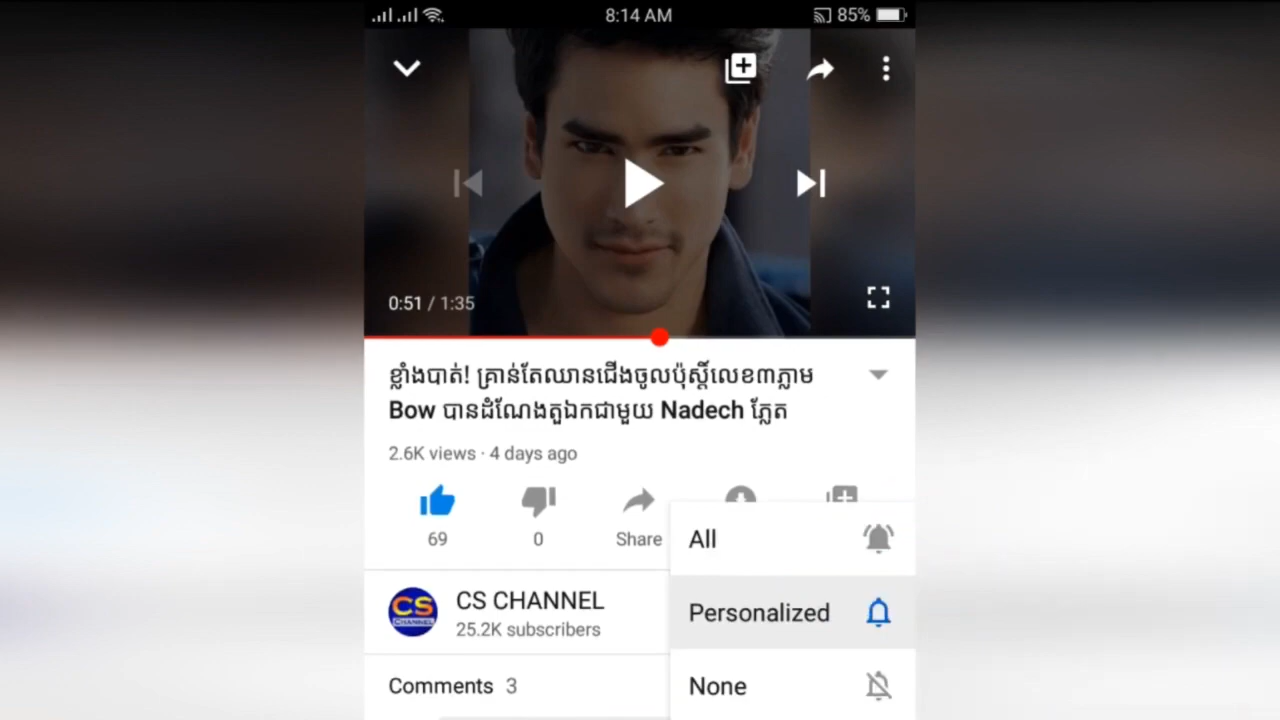 8:14 AM
85%
0:51 / 1:35
ខ្លាំងបាត់! គ្រាន់តែឈានជើងចូលប៉ុស្តិ៍លេខ៣ភ្លាម
Bow បានដំណែងតួឯកជាមួយ Nadech ភ្លែត
2.6K views · 4 days ago
69
0
Share
All
CS CHANNEL
CS CHANNEL
25.2K subscribers
Personalized
Comments 3
None